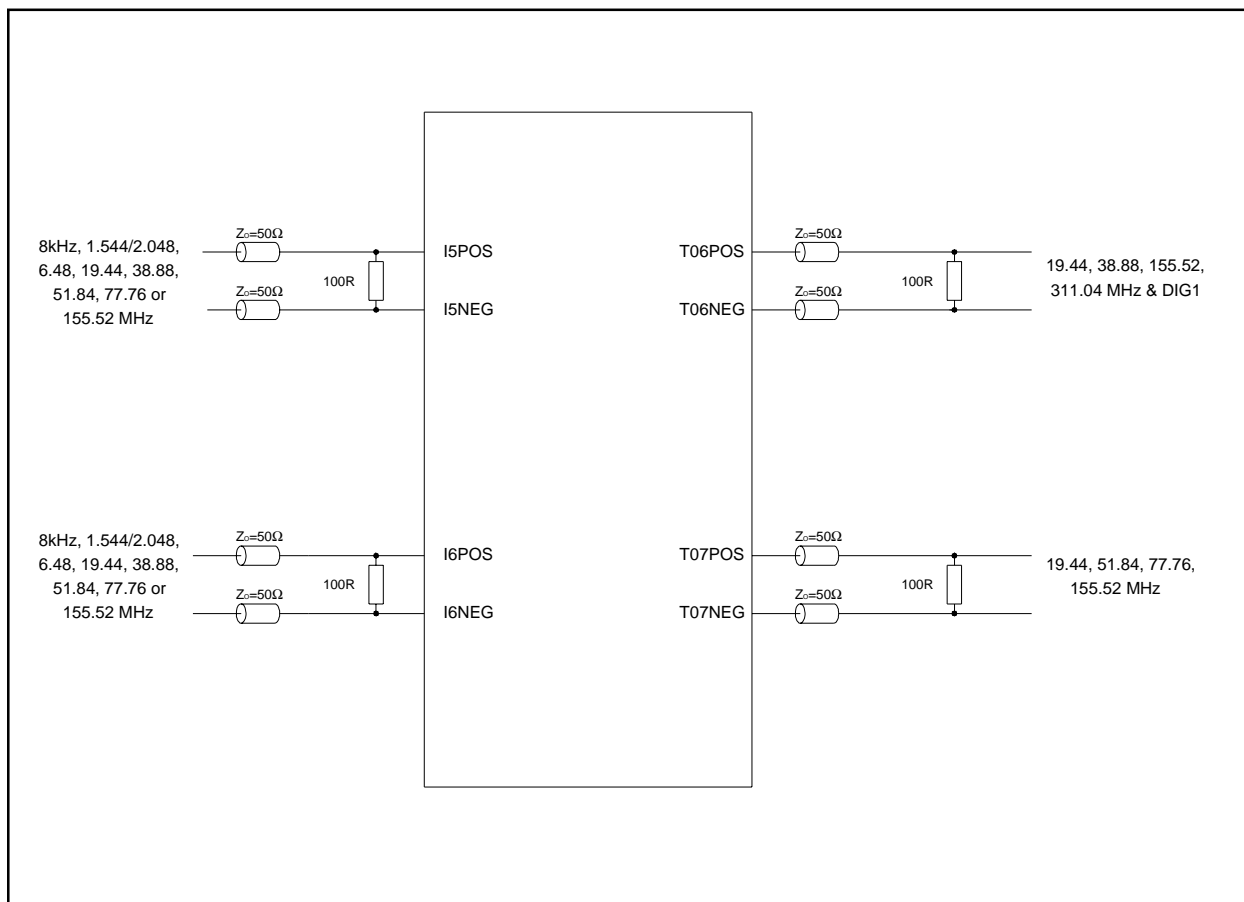 Zo=50Ω
8kHz, 1.544/2.048,
6.48, 19.44, 38.88,
51.84, 77.76 or
155.52 MHz
100R
Zo=50Ω
I5POS
I5NEG
T06POS
T06NEG
Zo=50Ω
100R
Zo=50Ω
19.44, 38.88, 155.52,
311.04 MHz & DIG1
Zo=50Ω
8kHz, 1.544/2.048,
6.48, 19.44, 38.88,
51.84, 77.76 or
155.52 MHz
100R
Zo=50Ω
I6POS
I6NEG
T07POS
T07NEG
Zo=50Ω
100R
Zo=50Ω
19.44, 51.84, 77.76,
155.52 MHz